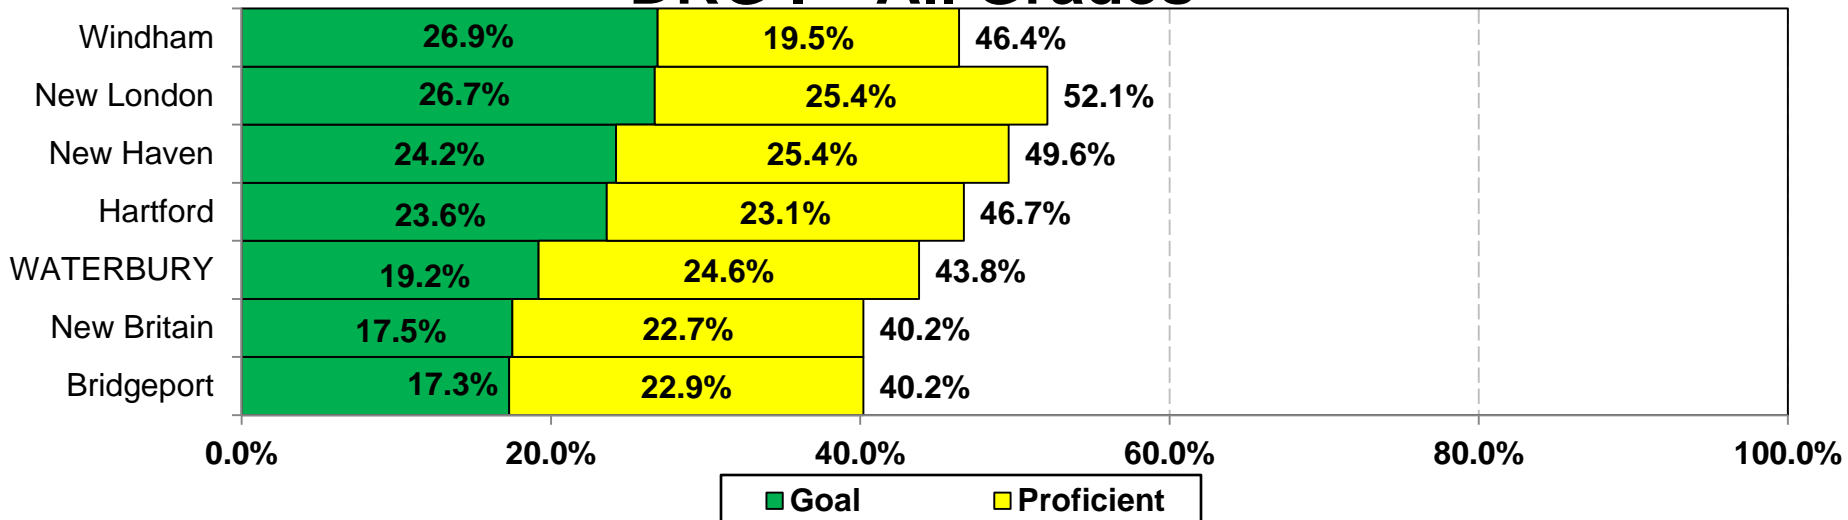 Windham 26.9% 19.5% 46.4%
New London 26.7% 25.4% 52.1%
New Haven 24.2% 25.4% 49.6%
Hartford 23.6% 23.1% 46.7%
WATERBURY 19.2% 24.6% 43.8%
New Britain 17.5% 22.7% 40.2%
Bridgeport 17.3% 22.9% 40.2%
0.0% 20.0% 40.0% 60.0% 80.0% 100.0%
Goal Proficient